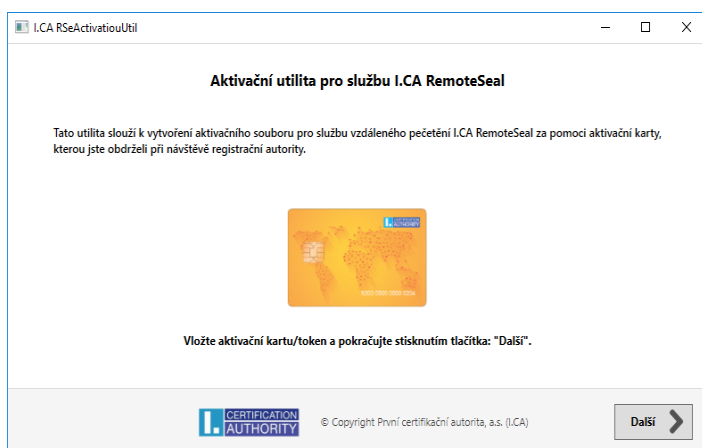 I.CA RSeActivatiouUtil
Aktivační utilita pro službu I.CA RemoteSeal
Tato utilita slouží k vytvoření aktivačního souboru pro službu vzdáleného pečetění I.CA RemoteSeal za pomoci aktivační karty,
kterou jste obdrželi při návštěvě registrační autority.
I. CERTIFICATION
AUTHORITY
Vložte aktivační kartu/token a pokračujte stisknutím tlačítka: "Další".
I. CERTIFICATION
AUTHORITY
© Copyright První certifikační autorita, a.s. (I.CA)
Další